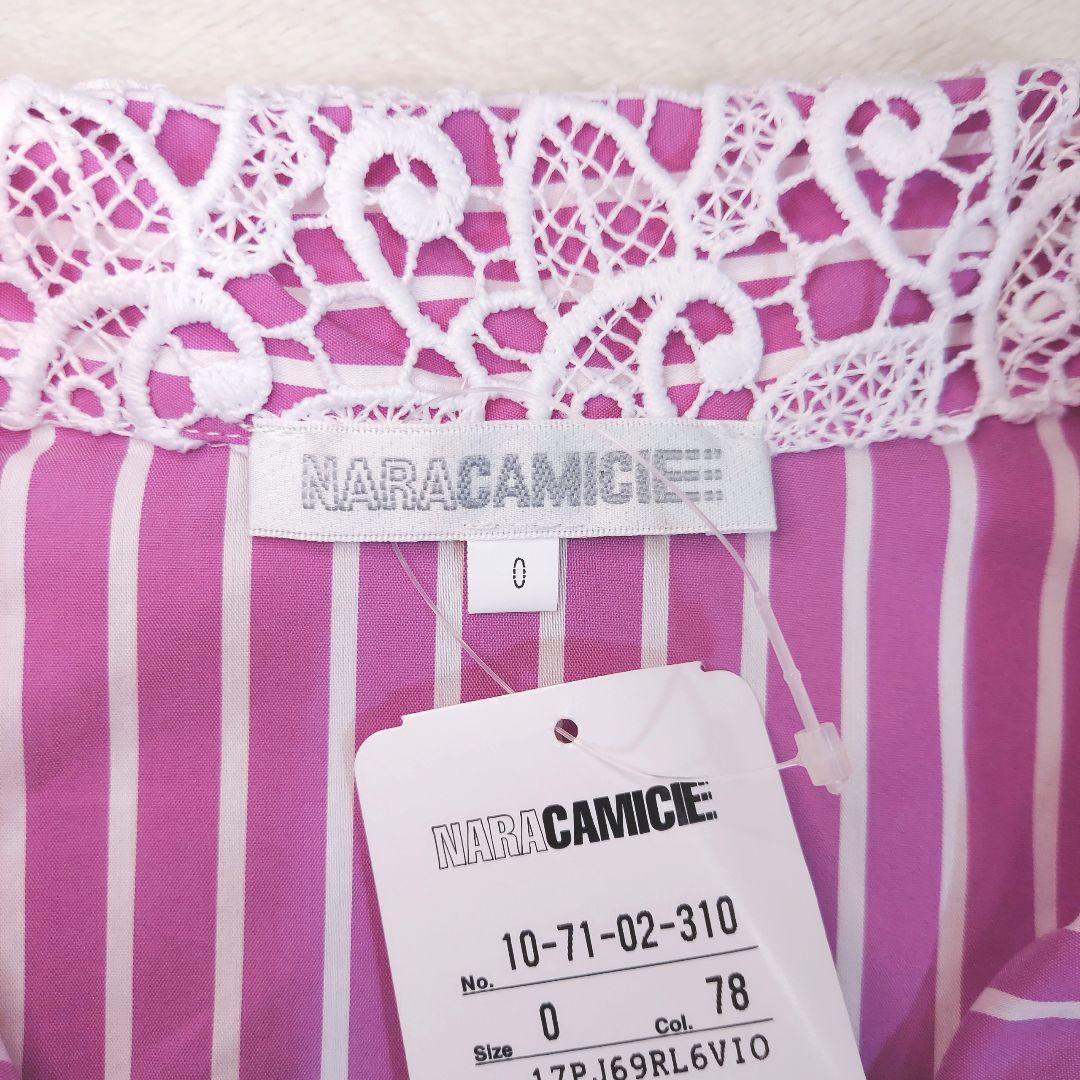 NARACAMICIE
0
NARACAMICIE
No. 10-71-02-310
Size 0 Col. 78
17PJ69RL6VIO